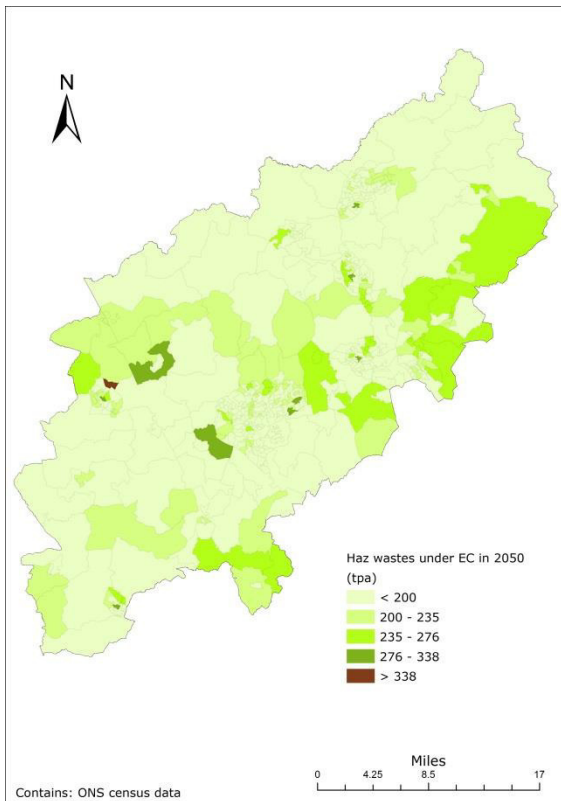 N
Haz wastes under EC in 2050
(tpa)
< 200
200 - 235
235 - 276
276 - 338
> 338
Miles
0 4.25 8.5 17
Contains: ONS census data